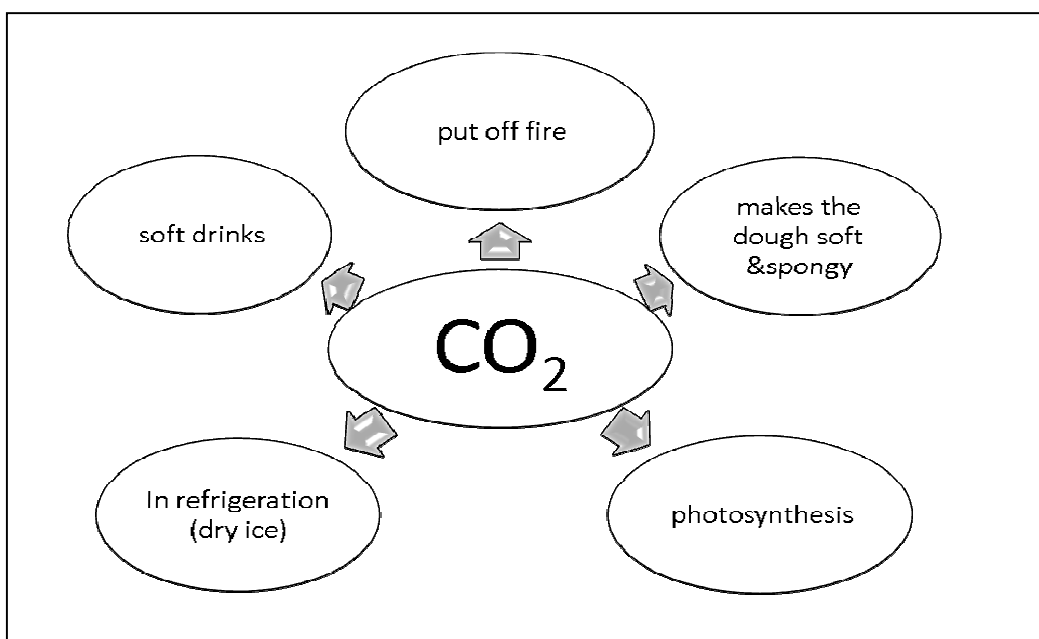 put off fire
soft drinks
makes the
dough soft
&spongy
CO₂
In refrigeration
(dry ice)
photosynthesis